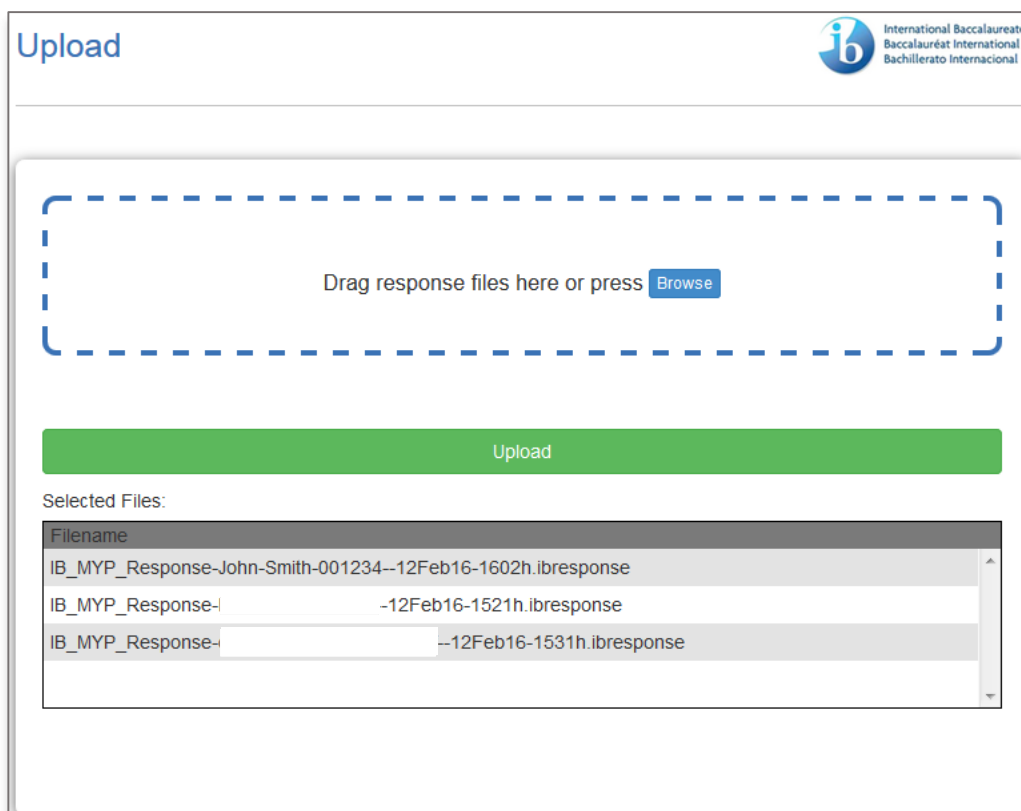 Upload
International Baccalaureate
Baccalauréat International
Bachillerato Internacional
ib
Drag response files here or press Browse
Upload
Selected Files:
Filename
IB_MYP_Response-John-Smith-001234--12Feb16-1602h.ibresponse
IB_MYP_Response- -12Feb16-1521h.ibresponse
IB_MYP_Response- --12Feb16-1531h.ibresponse